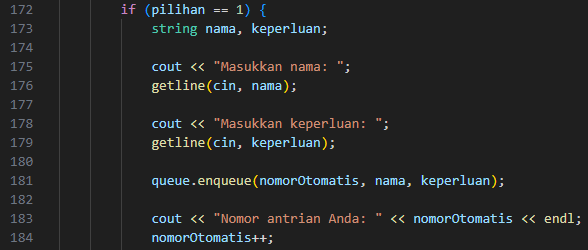 172 if (pilihan == 1) {
173 string nama, keperluan;
174
175 cout << "Masukkan nama: ";
176 getline(cin, nama);
177
178 cout << "Masukkan keperluan: ";
179 getline(cin, keperluan);
180
181 queue.enqueue(nomorOtomatis, nama, keperluan);
182
183 cout << "Nomor antrian Anda: " << nomorOtomatis << endl;
184 nomorOtomatis++;